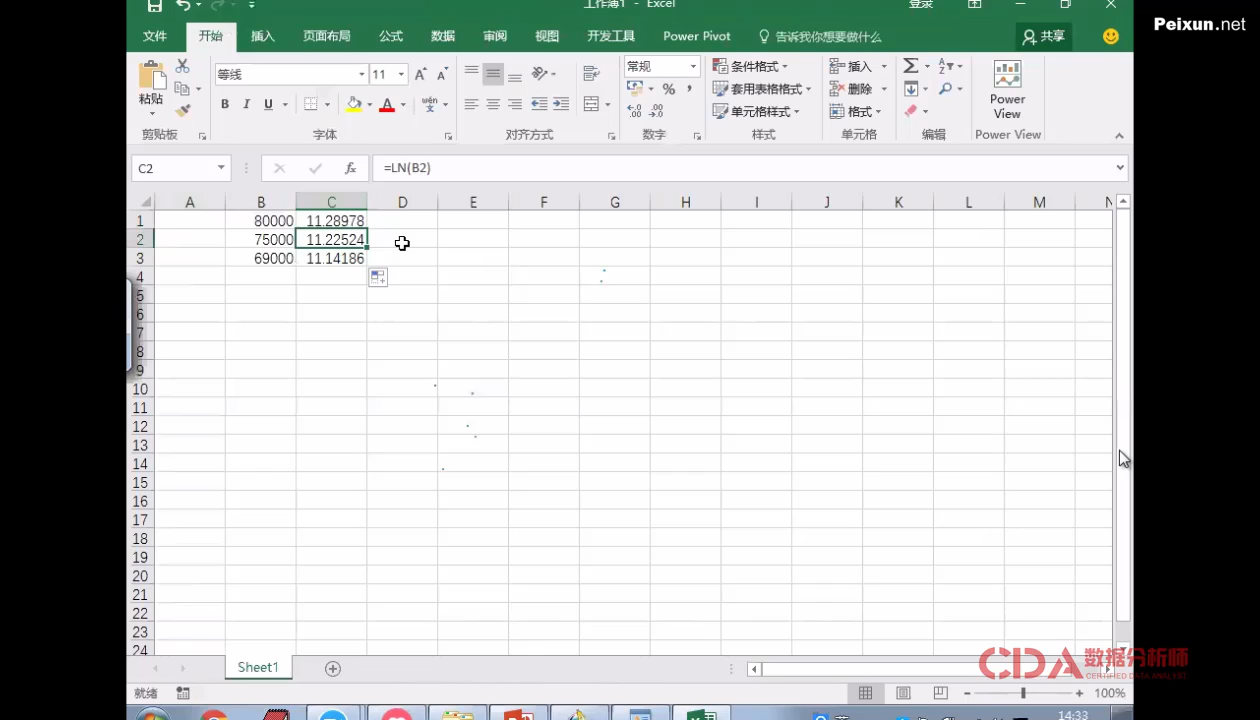 工作簿1 - Excel
登录
Peixun.net
文件 开始 插入 页面布局 公式 数据 审阅 视图 开发工具 Power Pivot 告诉我你想要做什么 共享
粘贴
等线 11
B I U A wén
常规
% ,
条件格式
套用表格格式
单元格样式
插入
删除
格式
Power View
剪贴板 字体 对齐方式 数字 样式 单元格 编辑 Power View
C2 fx =LN(B2)
A B C D E F G H I J K L M N
1 80000 11.28978
2 75000 11.22524
3 69000 11.14186
4
5
6
7
8
9
10
11
12
13
14
15
16
17
18
19
20
21
22
23
24
Sheet1
CDA 数据分析师
CERTIFIED DATA ANALYST
就绪 100%
14:33